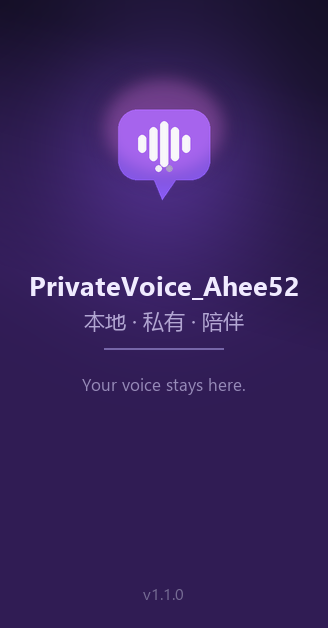 PrivateVoice_Ahee52
本地 · 私有 · 陪伴
Your voice stays here.
v1.1.0